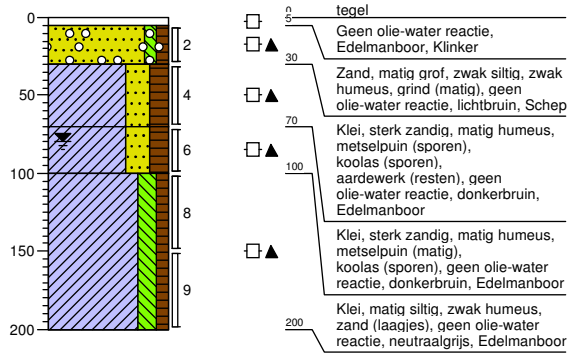 0
50
100
150
200
2
4
6
8
9
0
5
30
70
100
200
tegel
Geen olie-water reactie,
Edelmanboor, Klinker
Zand, matig grof, zwak siltig, zwak
humeus, grind (matig), geen
olie-water reactie, lichtbruin, Schep
Klei, sterk zandig, matig humeus,
metselpuin (sporen),
koolas (sporen),
aardewerk (resten), geen
olie-water reactie, donkerbruin,
Edelmanboor
Klei, sterk zandig, matig humeus,
metselpuin (matig),
koolas (sporen), geen olie-water
reactie, donkerbruin, Edelmanboor
Klei, matig siltig, zwak humeus,
zand (laagjes), geen olie-water
reactie, neutraalgrijs, Edelmanboor